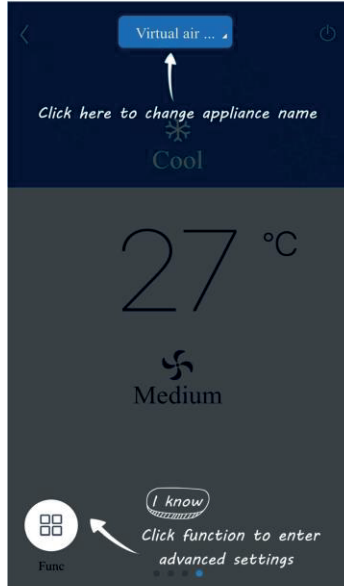 Virtual air ...
Click here to change appliance name
Cool
27 °C
Medium
I know
Click function to enter
advanced settings
Func